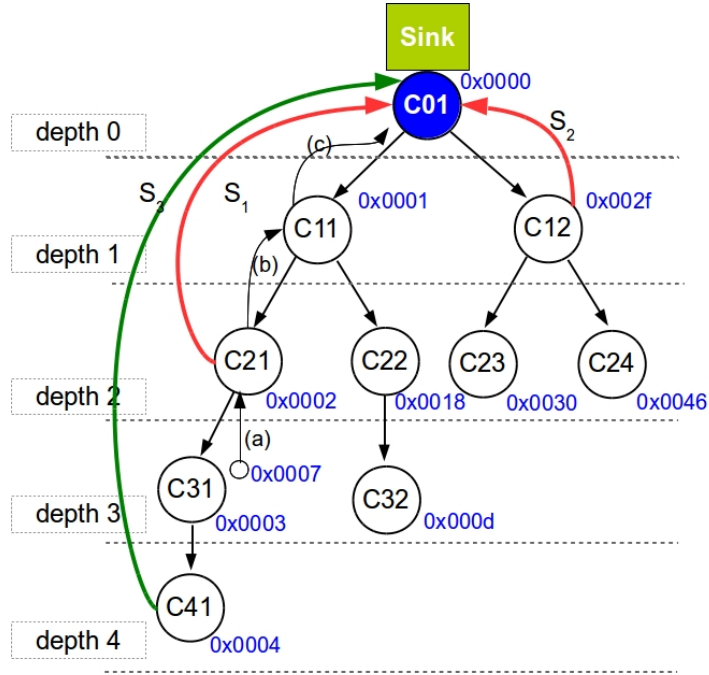 Sink
0x0000
C01
depth 0
(c)
S2
S3
S1
0x0001
0x002f
C11
C12
depth 1
(b)
C21
C22
C23
C24
depth 2
0x0002
0x0018
0x0030
0x0046
(a)
0x0007
C31
C32
depth 3
0x0003
0x000d
C41
depth 4
0x0004